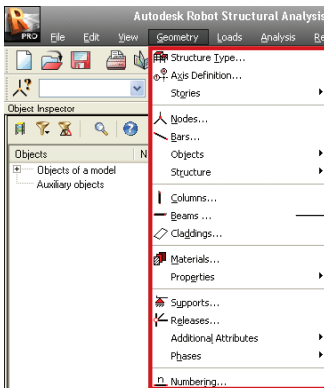 Autodesk Robot Structural Analysis
PRO
File Edit View Geometry Loads Analysis Re
Structure Type...
Axis Definition...
Stories
Object Inspector
Nodes...
Bars...
Objects N
Objects
Objects of a model
Structure
Auxiliary objects
Columns...
Beams ...
Claddings...
Materials...
Properties
Supports...
Releases...
Additional Attributes
Phases
Numbering...